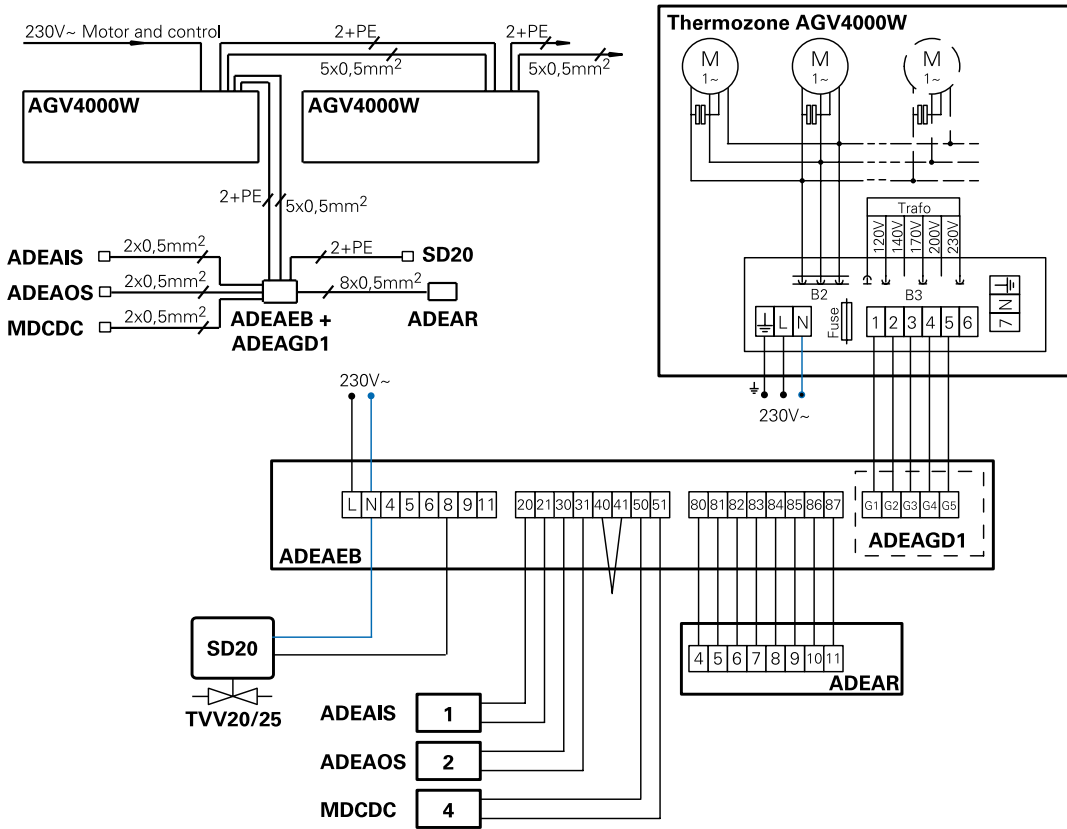 230V~ Motor and control
2+PE
5x0,5mm²
2+PE
5x0,5mm²
AGV4000W
AGV4000W
2+PE
5x0,5mm²
ADEAIS
2x0,5mm²
2+PE
SD20
ADEAOS
2x0,5mm²
8x0,5mm²
MDCDC
2x0,5mm²
ADEAEB +
ADEAGD1
ADEAR
Thermozone AGV4000W
M
1~
M
1~
M
1~
Trafo
120V
140V
170V
200V
230V
B2
B3
L N
Fuse
1 2 3 4 5 6
7 N
230V~
230V~
L N 4 5 6 8 9 11
20 21 30 31 40 41 50 51
80 81 82 83 84 85 86 87
G1 G2 G3 G4 G5
ADEAGD1
ADEAEB
SD20
TVV20/25
4 5 6 7 8 9 10 11
ADEAR
ADEAIS 1
ADEAOS 2
MDCDC 4